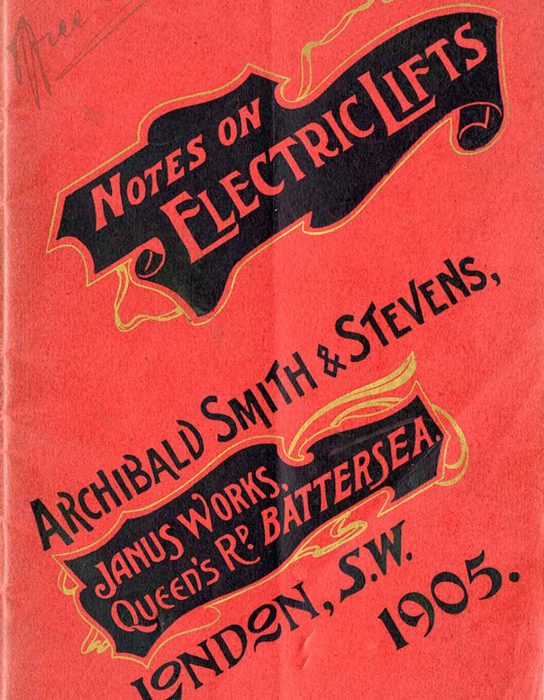 NOTES ON
ELECTRIC LIFTS
ARCHIBALD SMITH & STEVENS,
JANUS WORKS,
QUEEN'S RD. BATTERSEA.
LONDON, S.W.
1905.